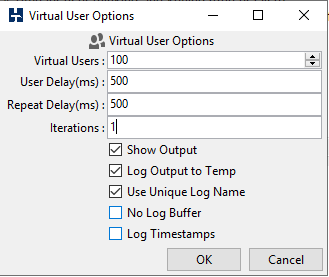 Virtual User Options
Virtual User Options
Virtual Users : 100
User Delay(ms) : 500
Repeat Delay(ms) : 500
Iterations : 1
Show Output
Log Output to Temp
Use Unique Log Name
No Log Buffer
Log Timestamps
OK Cancel